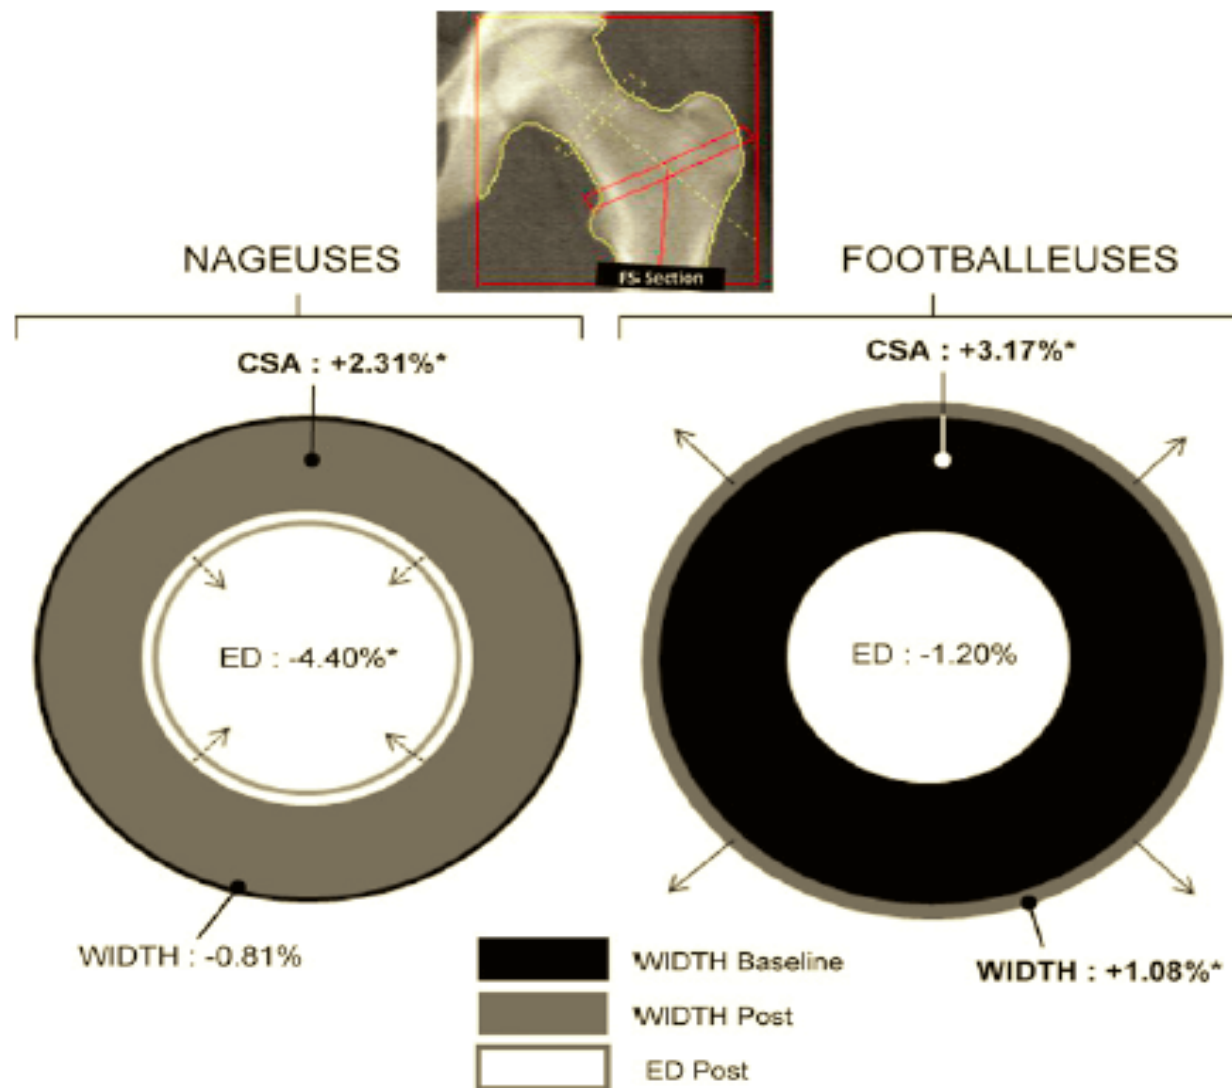 NAGEUSES
FOOTBALLEUSES
FS. Section
CSA : +2.31%*
CSA : +3.17%*
ED : -4.40%*
ED : -1.20%
WIDTH : -0.81%
WIDTH : +1.08%*
WIDTH Baseline
WIDTH Post
ED Post